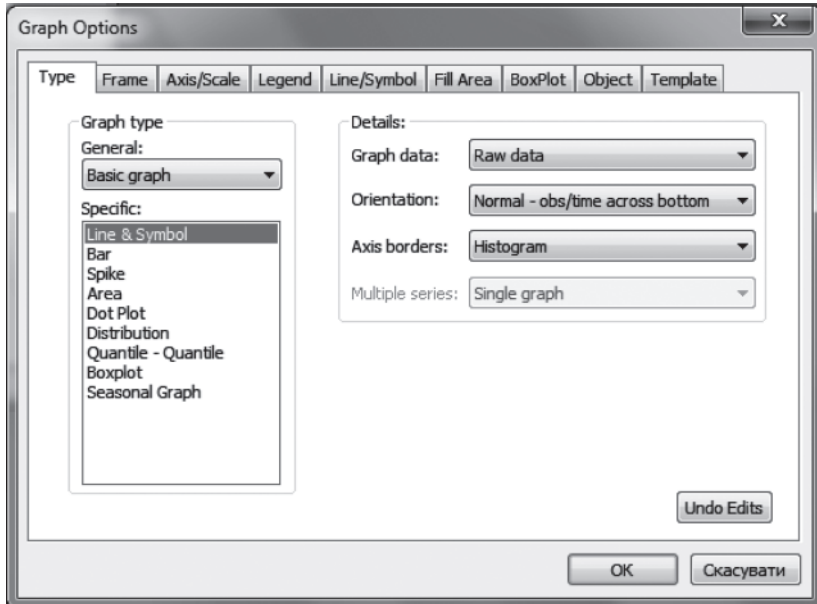 Graph Options
x
Type Frame Axis/Scale Legend Line/Symbol Fill Area BoxPlot Object Template
Graph type
General:
Basic graph
Specific:
Line & Symbol
Bar
Spike
Area
Dot Plot
Distribution
Quantile - Quantile
Boxplot
Seasonal Graph
Details:
Graph data: Raw data
Orientation: Normal - obs/time across bottom
Axis borders: Histogram
Multiple series: Single graph
Undo Edits
OK Скасувати